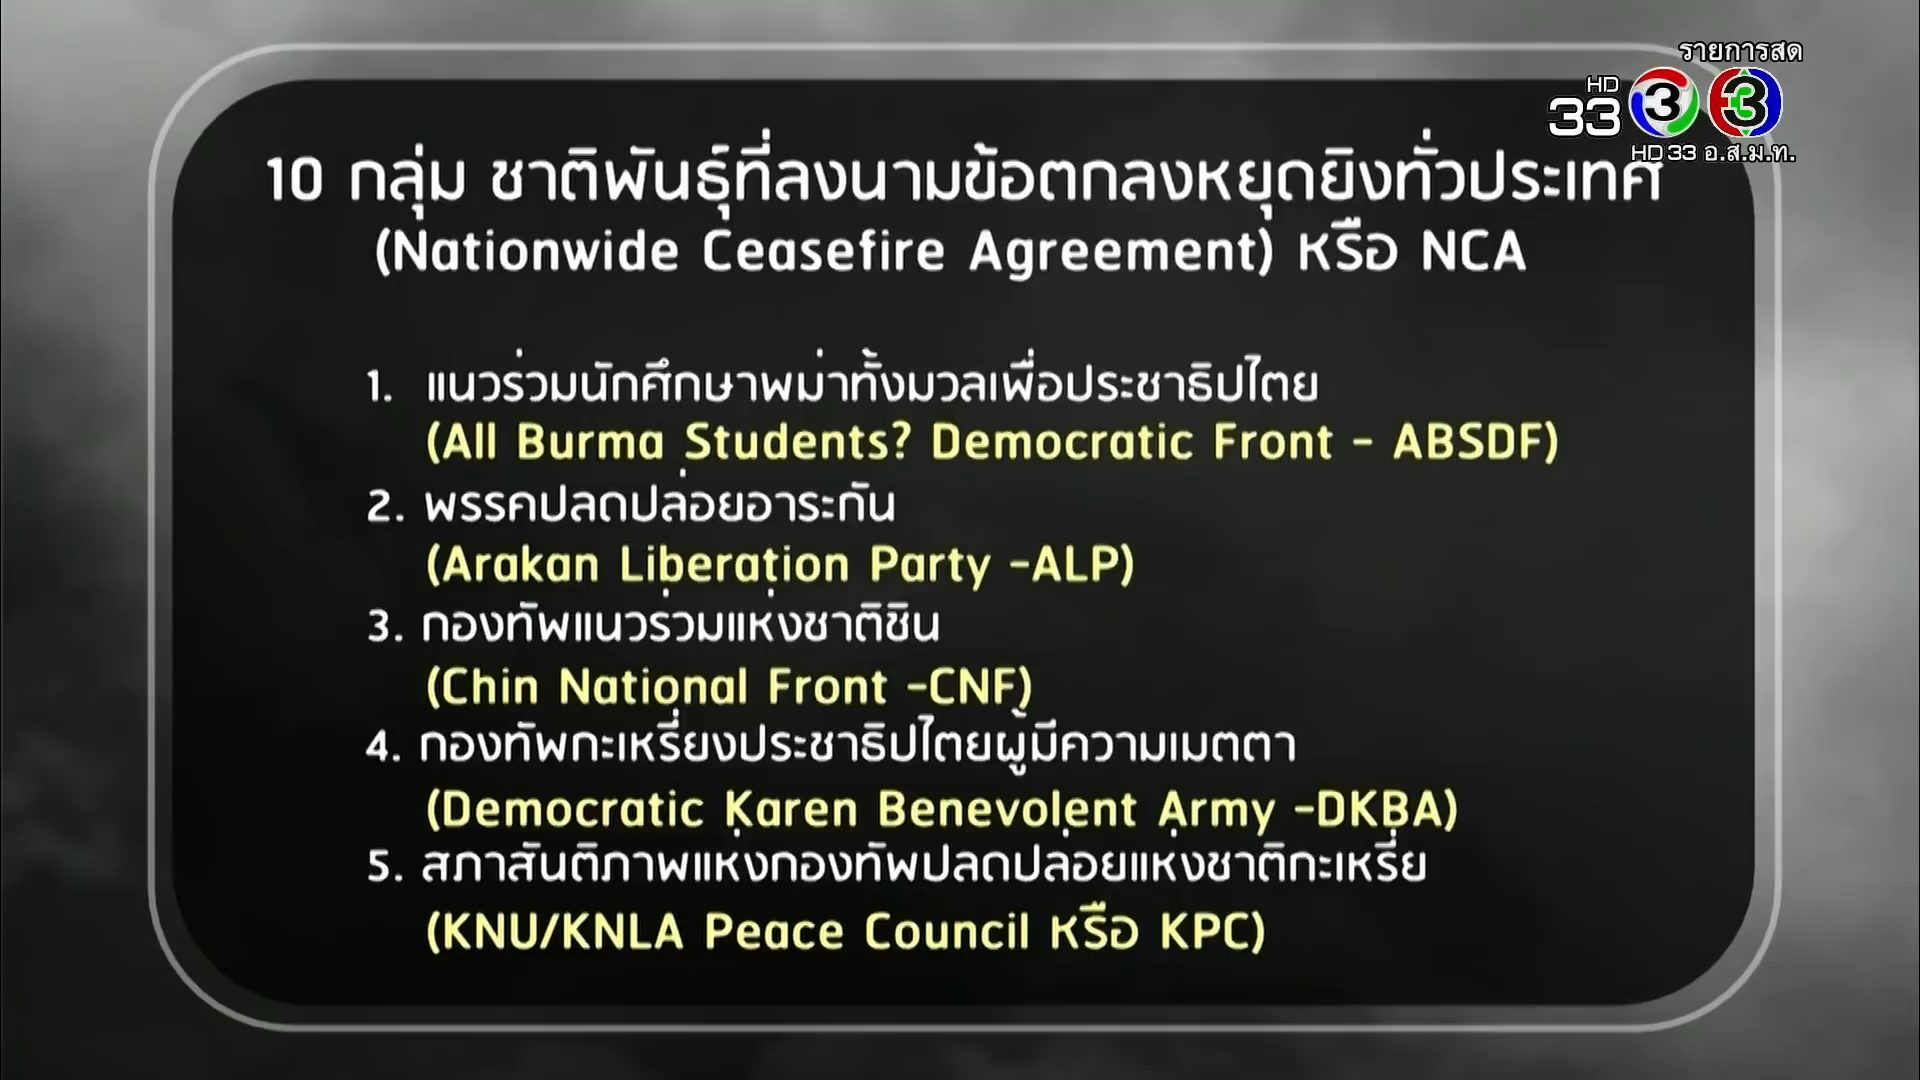 รายการสด
HD
33 3 3
HD 33 อ.ส.ม.ท.
10 กลุ่ม ชาติพันธุ์ที่ลงนามข้อตกลงหยุดยิงทั่วประเทศ
(Nationwide Ceasefire Agreement) หรือ NCA
1. แนวร่วมนักศึกษาพม่าทั้งมวลเพื่อประชาธิปไตย
(All Burma Students? Democratic Front - ABSDF)
2. พรรคปลดปล่อยอาระกัน
(Arakan Liberation Party -ALP)
3. กองทัพแนวร่วมแห่งชาติชิน
(Chin National Front -CNF)
4. กองทัพกะเหรี่ยงประชาธิปไตยผู้มีความเมตตา
(Democratic Karen Benevolent Army -DKBA)
5. สภาสันติภาพแห่งกองทัพปลดปล่อยแห่งชาติกะเหรี่ย
(KNU/KNLA Peace Council หรือ KPC)